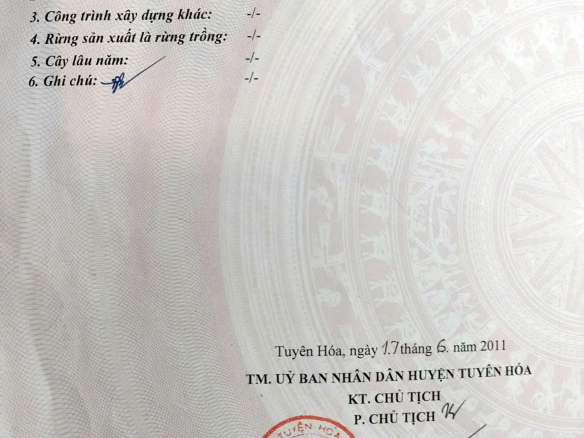 3. Công trình xây dựng khác: -/-
4. Rừng sản xuất là rừng trồng: -/-
5. Cây lâu năm: -/-
6. Ghi chú: -/-
Tuyên Hóa, ngày 17 tháng 6. năm 2011
TM. UỶ BAN NHÂN DÂN HUYỆN TUYÊN HÓA
KT. CHỦ TỊCH
P. CHỦ TỊCH
TUYÊN HÓA